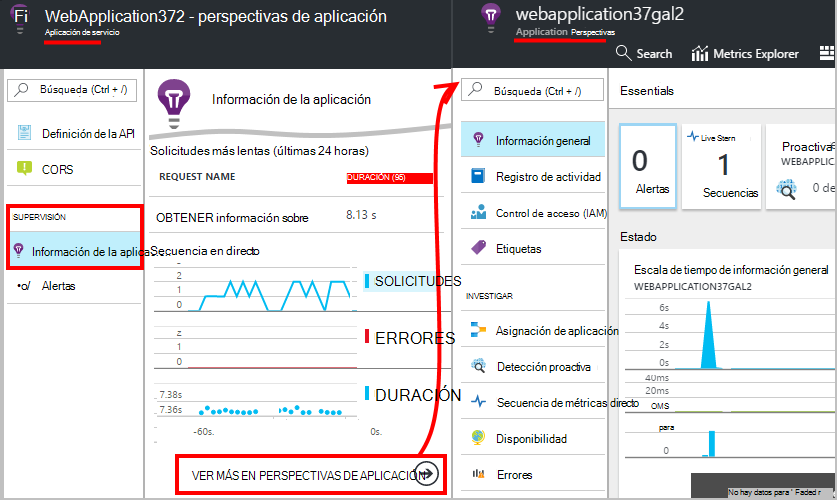 Fi
WebApplication372 - perspectivas de aplicación
Aplicación de servicio
Búsqueda (Ctrl + /)
Definición de la API
CORS
SUPERVISIÓN
Información de la aplicas...
Alertas
Información de la aplicación
Solicitudes más lentas (últimas 24 horas)
REQUEST NAME
DURACIÓN (95)
OBTENER información sobre
8.13 s
Secuencia en directo
2
1
0
SOLICITUDES
z
1
0
ERRORES
7.38s
7.36s
DURACIÓN
-60s.
0s.
VER MÁS EN PERSPECTIVAS DE APLICACIÓN
webapplication37gal2
Application Perspectivas
Search
Metrics Explorer
Búsqueda (Ctrl + /)
Información general
Registro de actividad
Control de acceso (IAM)
Etiquetas
INVESTIGAR
Asignación de aplicación
Detección proactiva
Secuencia de métricas directo
Disponibilidad
Errores
Essentials
0
Alertas
Live Stern
1
Secuencias
Proactiva
WEBAPPLIC
0 de
Estado
Escala de tiempo de información general
WEBAPPLICATION37GAL2
6s
4s
2s
0s
40ms
20ms
OMS
para
0
No hay datos para " Faded r